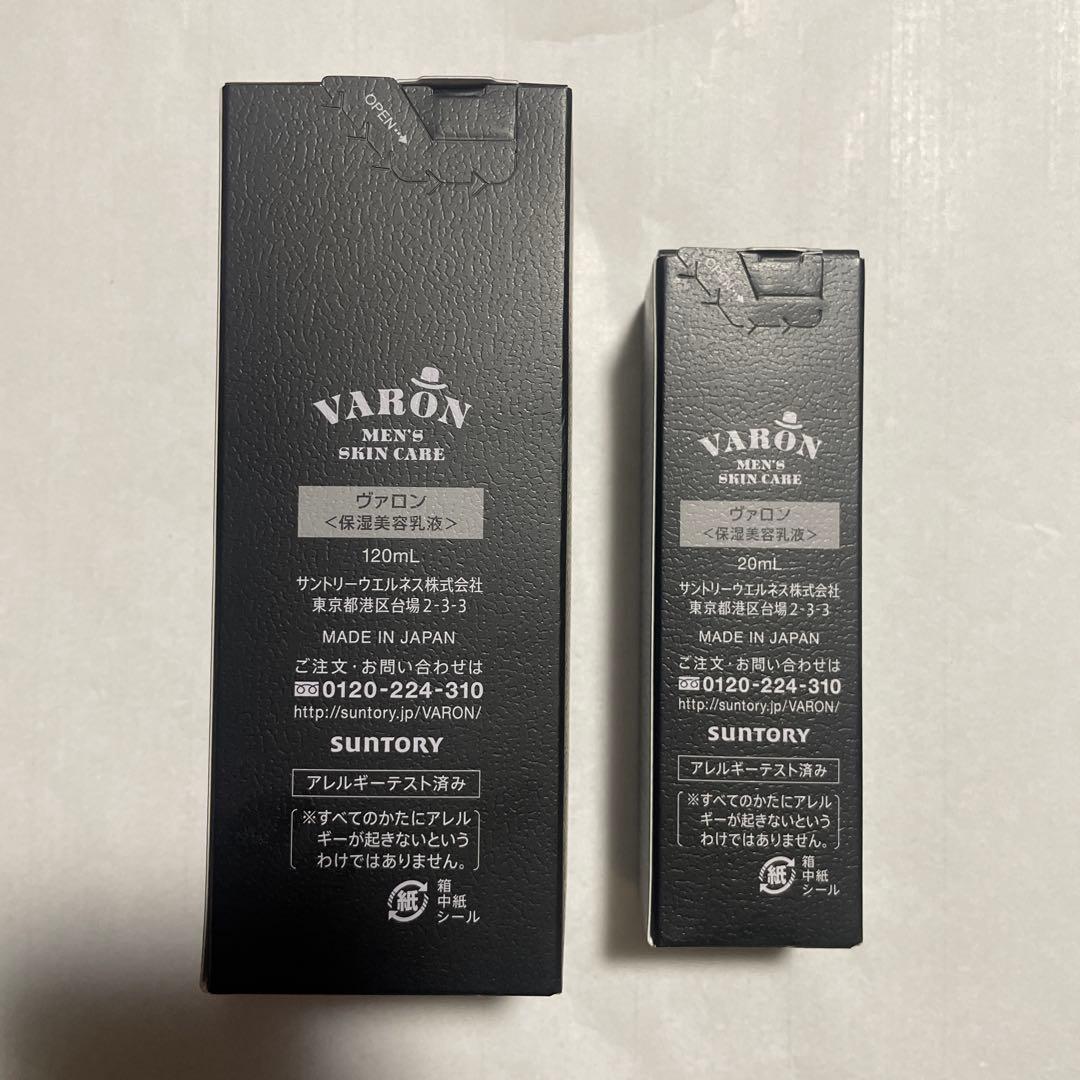 OPEN
VARON
MEN'S
SKIN CARE
ヴァロン
<保湿美容乳液>
120mL
サントリーウエルネス株式会社
東京都港区台場2-3-3
MADE IN JAPAN
ご注文・お問い合わせは
0120-224-310
http://suntory.jp/VARON/
SUNTORY
アレルギーテスト済み
※すべてのかたにアレル
ギーが起きないという
わけではありません。
紙
箱
中紙
シール
OPEN
VARON
MEN'S
SKIN CARE
ヴァロン
<保湿美容乳液>
20mL
サントリーウエルネス株式会社
東京都港区台場2-3-3
MADE IN JAPAN
ご注文・お問い合わせは
0120-224-310
http://suntory.jp/VARON/
SUNTORY
アレルギーテスト済み
※すべてのかたにアレル
ギーが起きないという
わけではありません。
紙
箱
中紙
シール